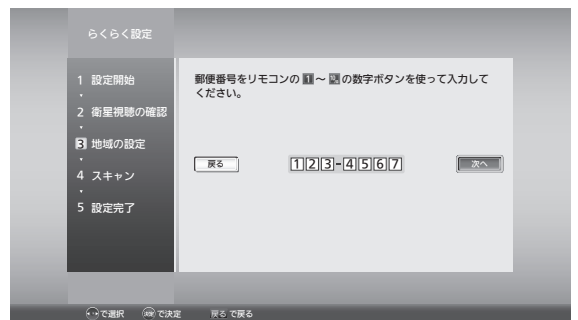 らくらく設定
1 設定開始
2 衛星視聴の確認
3 地域の設定
4 スキャン
5 設定完了
郵便番号をリモコンの 1 ～ の数字ボタンを使って入力して
ください。
戻る 123-4567 次へ
で選択 で決定 戻る で戻る